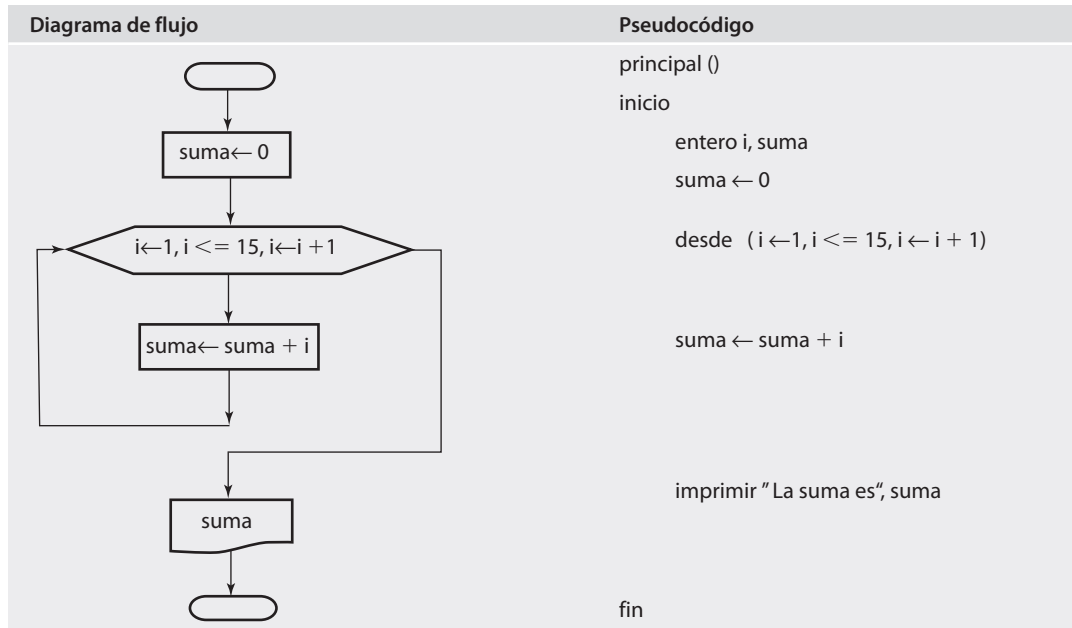 Diagrama de flujo
suma← 0
i←1, i <= 15, i←i +1
suma← suma + i
suma
Pseudocódigo
principal ()
inicio
entero i, suma
suma ← 0
desde ( i ←1, i <= 15, i ← i + 1)
suma ← suma + i
imprimir ” La suma es“, suma
fin